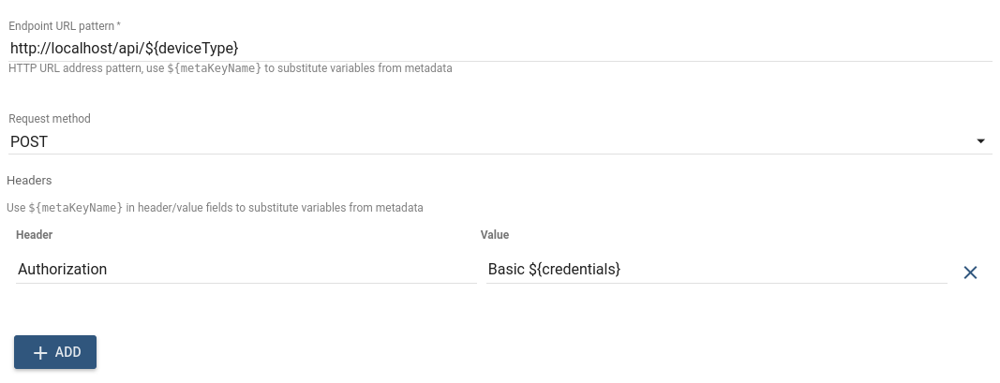 Endpoint URL pattern *
http://localhost/api/${deviceType}
HTTP URL address pattern, use ${metaKeyName} to substitute variables from metadata
Request method
POST
Headers
Use ${metaKeyName} in header/value fields to substitute variables from metadata
Header Value
Authorization Basic ${credentials}
ADD